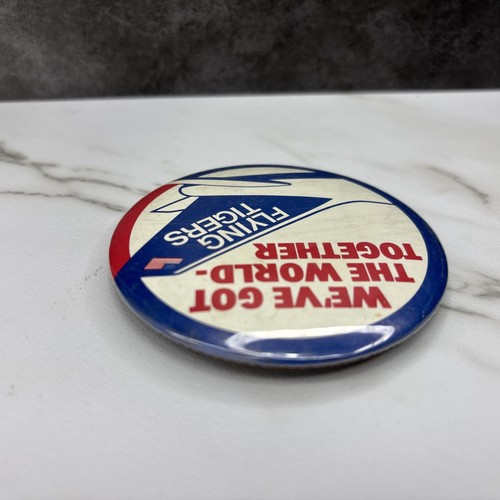 WE'VE GOT
THE WORLD-
TOGETHER
FLYING
TIGERS